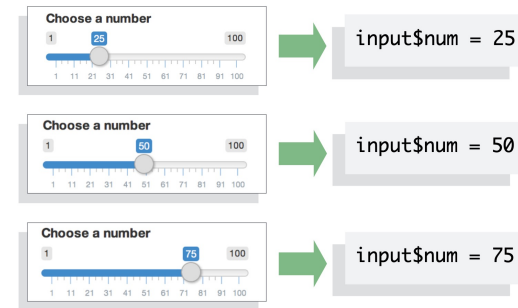 Choose a number
1 25 100
1 11 21 31 41 51 61 71 81 91 100
input$num = 25
Choose a number
1 50 100
1 11 21 31 41 51 61 71 81 91 100
input$num = 50
Choose a number
1 75 100
1 11 21 31 41 51 61 71 81 91 100
input$num = 75